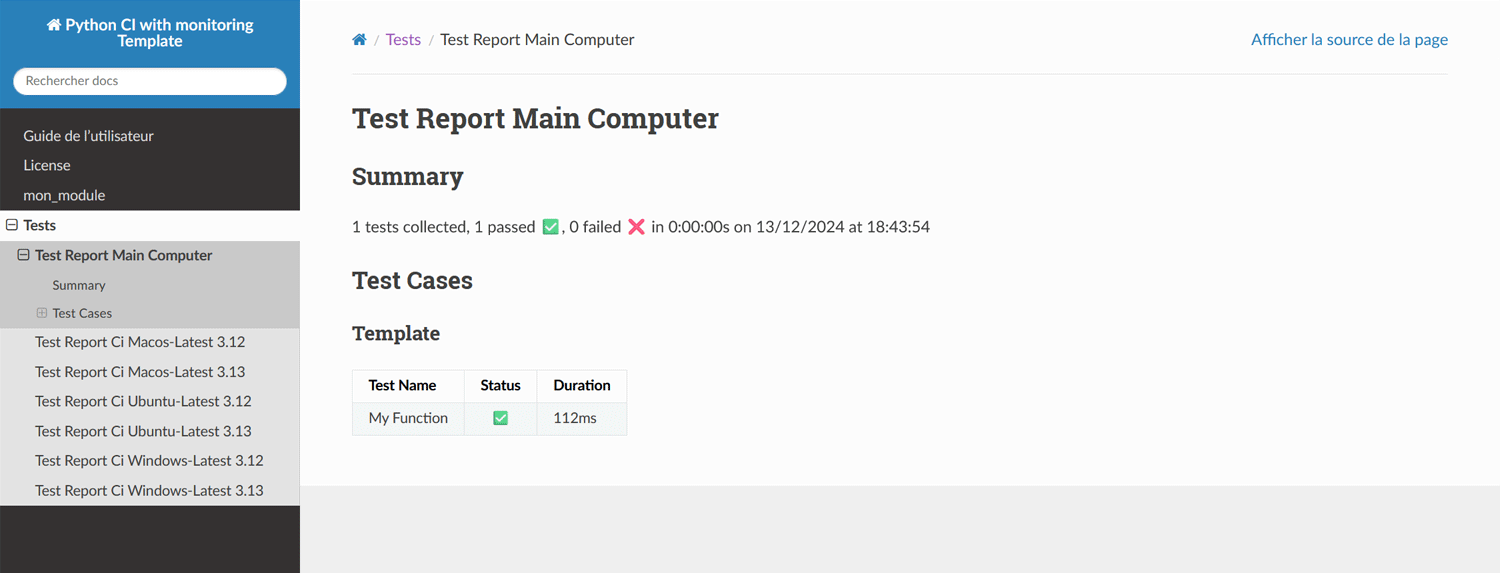 Python CI with monitoring
Template
Rechercher docs
Guide de l’utilisateur
License
mon_module
Tests
Test Report Main Computer
Summary
Test Cases
Test Report Ci Macos-Latest 3.12
Test Report Ci Macos-Latest 3.13
Test Report Ci Ubuntu-Latest 3.12
Test Report Ci Ubuntu-Latest 3.13
Test Report Ci Windows-Latest 3.12
Test Report Ci Windows-Latest 3.13
/ Tests / Test Report Main Computer
Afficher la source de la page
Test Report Main Computer
Summary
1 tests collected, 1 passed ✅, 0 failed ❌ in 0:00:00s on 13/12/2024 at 18:43:54
Test Cases
Template
Test Name Status Duration
My Function ✅ 112ms